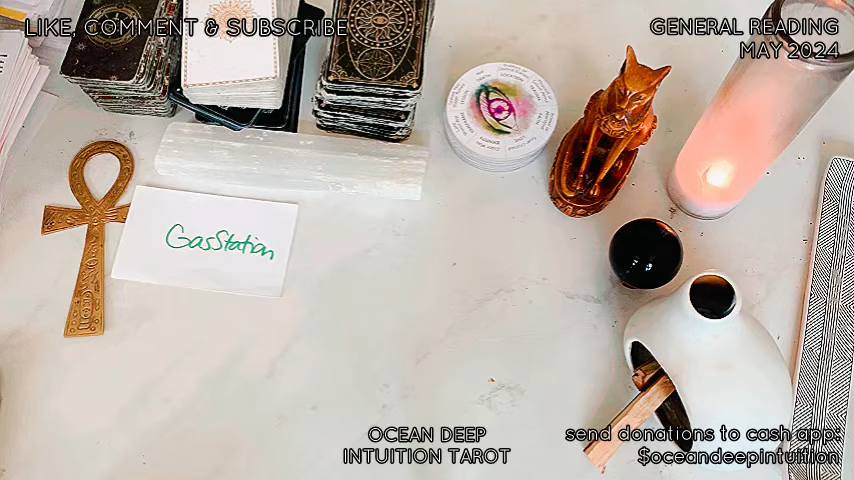 LIKE, COMMENT & SUBSCRIBE
GENERAL READING
MAY 2024
GasStation
OCEAN DEEP
INTUITION TAROT
send donations to cash app:
$oceandeepintuition